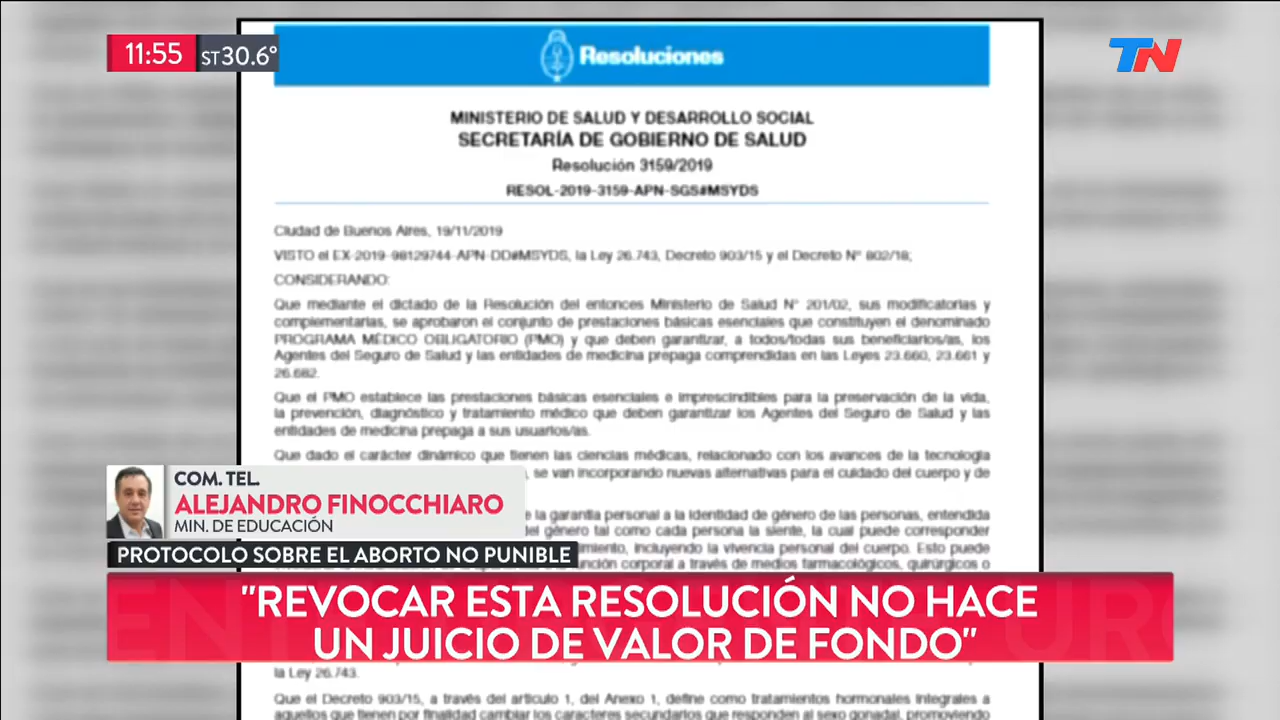 11:55 ST 30.6°
TN
Resoluciones
MINISTERIO DE SALUD Y DESARROLLO SOCIAL
SECRETARÍA DE GOBIERNO DE SALUD
Resolución 3159/2019
RESOL-2019-3159-APN-SGS#MSYDS
Ciudad de Buenos Aires, 19/11/2019
VISTO el EX-2019-98129744-APN-DD#MSYDS, la Ley 26.743, Decreto 903/15 y el Decreto N° 802/18;
CONSIDERANDO:
Que mediante el dictado de la Resolución del entonces Ministerio de Salud N° 201/02, sus modificatorias y
complementarias, se aprobaron el conjunto de prestaciones básicas esenciales que constituyen el denominado
PROGRAMA MÉDICO OBLIGATORIO (PMO) y que deben garantizar, a todos/todas sus beneficiarios/as, los
Agentes del Seguro de Salud y las entidades de medicina prepaga comprendidas en las Leyes 23.660, 23.661 y
26.682.
Que el PMO establece las prestaciones básicas esenciales e imprescindibles para la preservación de la vida,
la prevención, diagnóstico y tratamiento médico que deben garantizar los Agentes del Seguro de Salud y las
entidades de medicina prepaga a sus usuarios/as.
Que dado el carácter dinámico que tienen las ciencias médicas, relacionado con los avances de la tecnología
, se van incorporando nuevas alternativas para el cuidado del cuerpo y de
la garantía personal a la identidad de género de las personas, entendida
del género tal como cada persona la siente, la cual puede corresponder
, incluyendo la vivencia personal del cuerpo. Esto puede
función corporal a través de medios farmacológicos, quirúrgicos o
COM. TEL.
ALEJANDRO FINOCCHIARO
MIN. DE EDUCACIÓN
PROTOCOLO SOBRE EL ABORTO NO PUNIBLE
"REVOCAR ESTA RESOLUCIÓN NO HACE
UN JUICIO DE VALOR DE FONDO"
la Ley 26.743.
Que el Decreto 903/15, a través del artículo 1, del Anexo 1, define como tratamientos hormonales integrales a
aquellos que tienen por finalidad cambiar los caracteres secundarios que responden al sexo gonadal, promoviendo